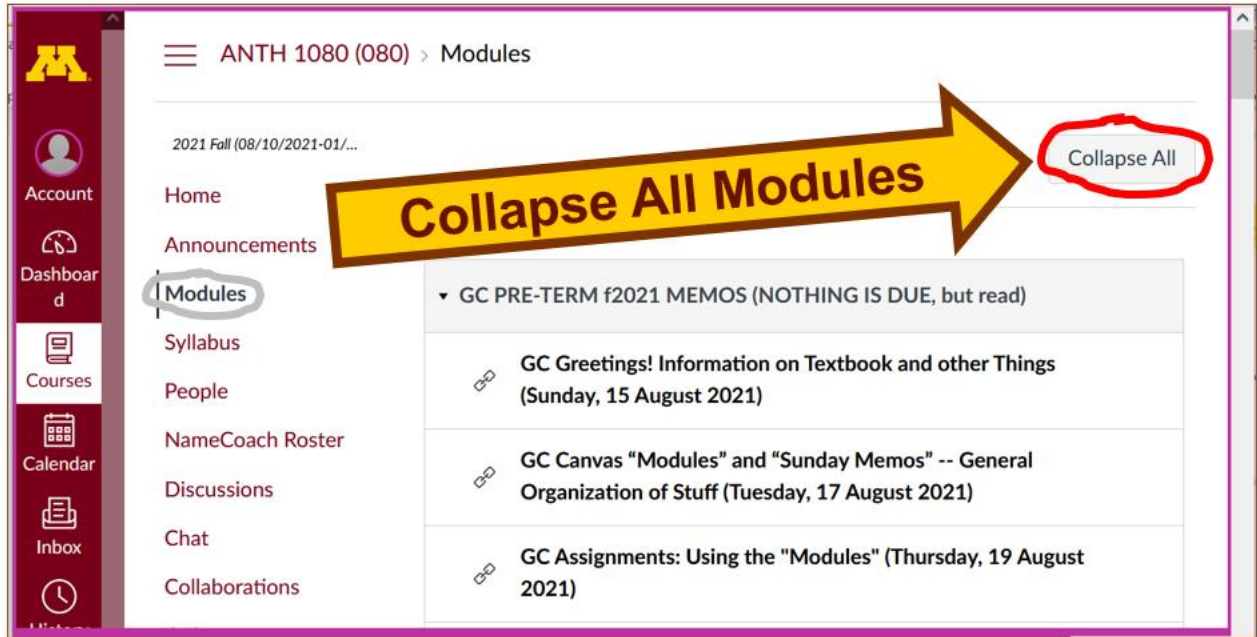 M
ANTH 1080 (080) > Modules
Account
Dashboar
d
Courses
Calendar
Inbox
2021 Fall (08/10/2021-01/...
Home
Announcements
Modules
Syllabus
People
NameCoach Roster
Discussions
Chat
Collaborations
Collapse All Modules
Collapse All
GC PRE-TERM f2021 MEMOS (NOTHING IS DUE, but read)
GC Greetings! Information on Textbook and other Things
(Sunday, 15 August 2021)
GC Canvas “Modules” and “Sunday Memos” -- General
Organization of Stuff (Tuesday, 17 August 2021)
GC Assignments: Using the "Modules" (Thursday, 19 August
2021)